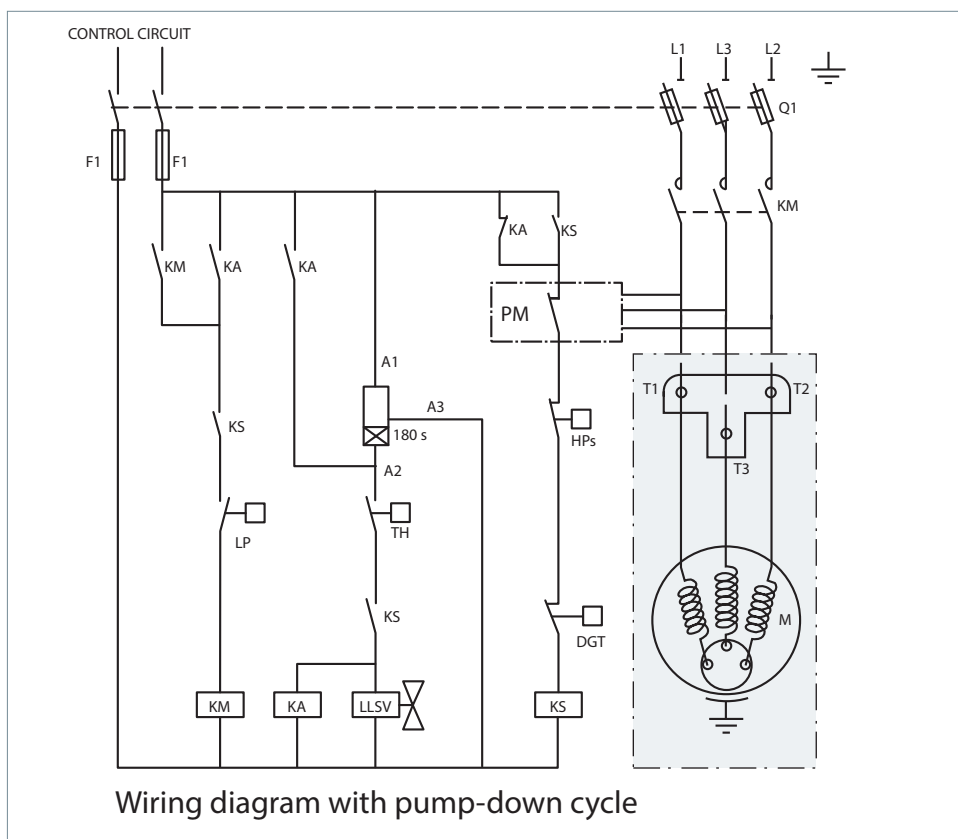 CONTROL CIRCUIT
L1 L3 L2
Q1
F1 F1
KM
KA KS
KM KA KA
PM
A1
A3
T1 T2
180 s
KS HPs
A2
T3
TH
LP
KS M
DGT
KM KA LLSV KS
Wiring diagram with pump-down cycle